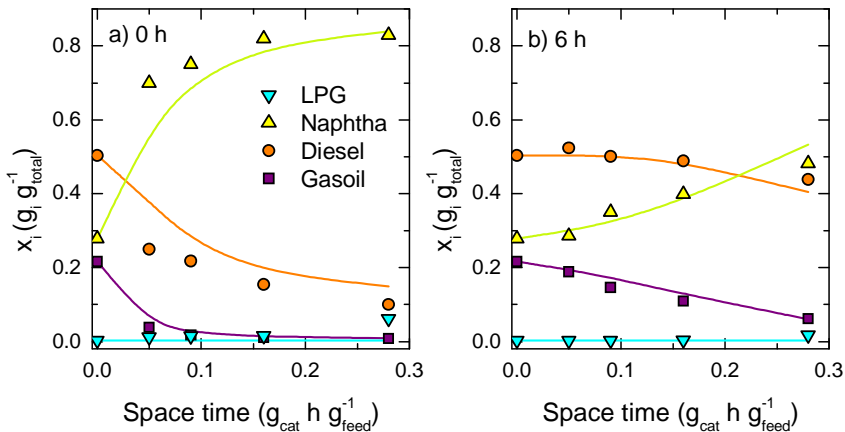 a) 0 h
LPG
Naphtha
Diesel
Gasoil
0.8
0.6
0.4
0.2
0.0
0.0 0.1 0.2 0.3
x_i (g_i g_total^-1)
Space time (g_cat h g_feed^-1)
b) 6 h
0.8
0.6
0.4
0.2
0.0
0.0 0.1 0.2 0.3
x_i (g_i g_total^-1)
Space time (g_cat h g_feed^-1)